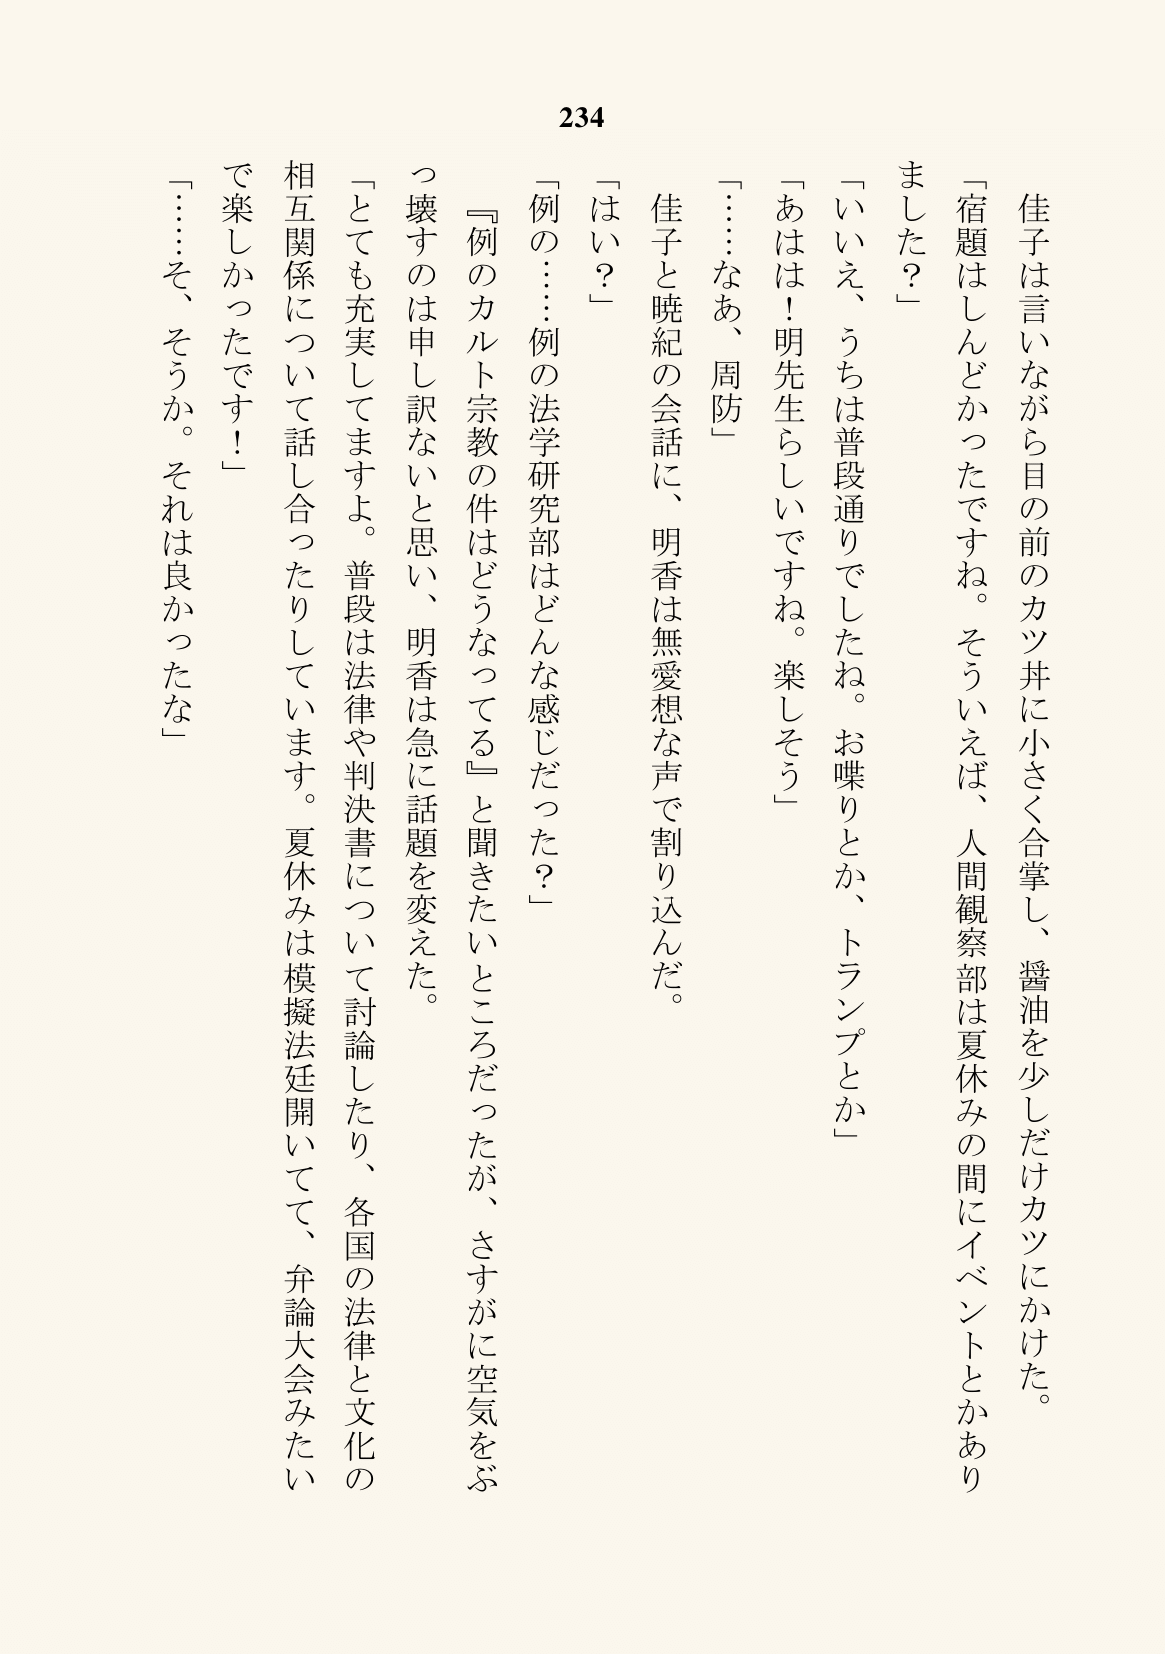 234
　佳子は言いながら目の前のカツ丼に小さく合掌し、醤油を少しだけカツにかけた。
「宿題はしんどかったですね。そういえば、人間観察部は夏休みの間にイベントとかあり
ました？」
「いいえ、うちは普段通りでしたね。お喋りとか、トランプとか」
「あはは！明先生らしいですね。楽しそう」
「……なあ、周防」
　佳子と暁紀の会話に、明香は無愛想な声で割り込んだ。
「はい？」
「例の……例の法学研究部はどんな感じだった？」
　『例のカルト宗教の件はどうなってる』と聞きたいところだったが、さすがに空気をぶ
っ壊すのは申し訳ないと思い、明香は急に話題を変えた。
「とても充実してますよ。普段は法律や判決書について討論したり、各国の法律と文化の
相互関係について話し合ったりしています。夏休みは模擬法廷開いてて、弁論大会みたい
で楽しかったです！」
「……そ、そうか。それは良かったな」